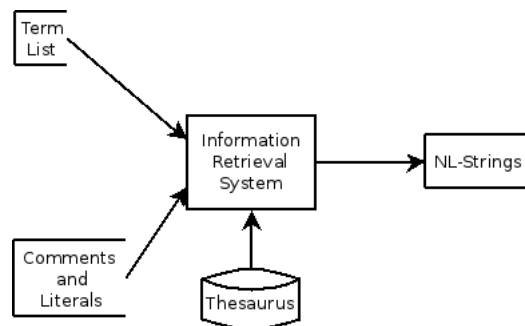 Term
List
Information
Retrieval
System
NL-Strings
Comments
and
Literals
Thesaurus